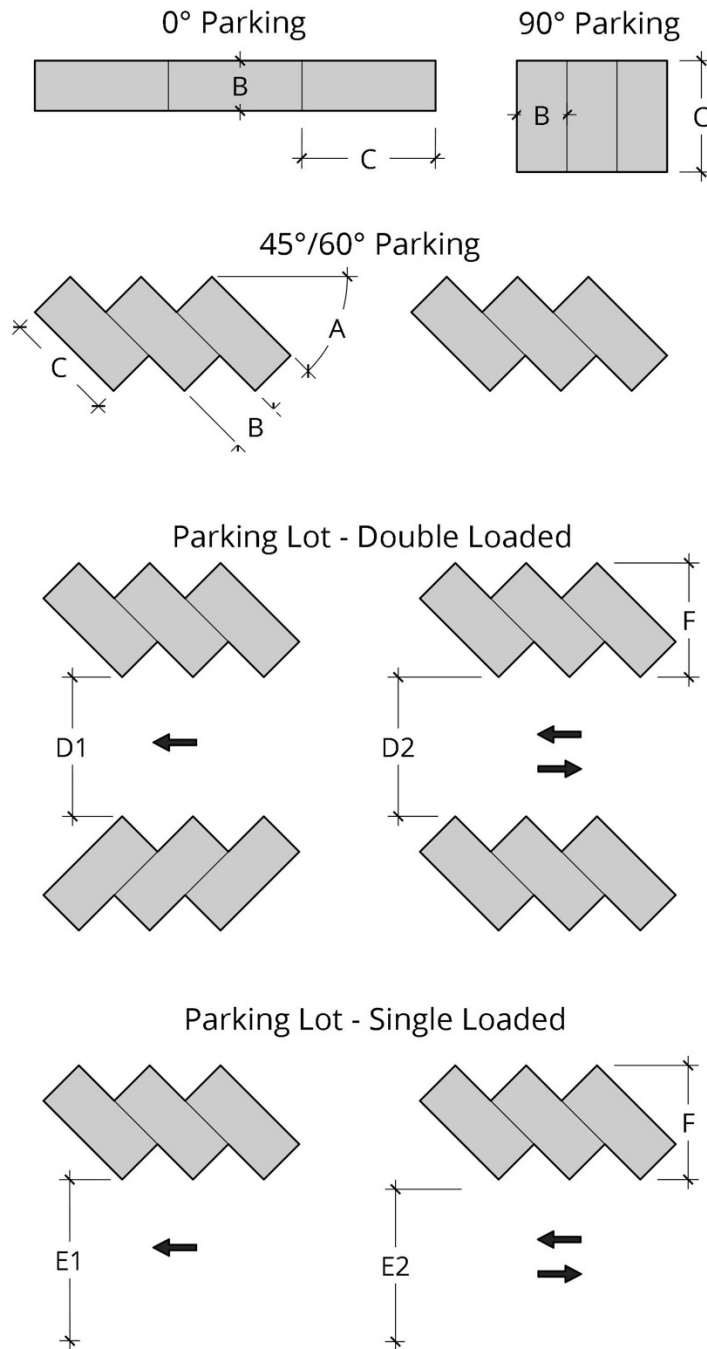 0° Parking
90° Parking
B
C
B
C
45°/60° Parking
A
C
B
Parking Lot - Double Loaded
F
D1
D2
Parking Lot - Single Loaded
F
E1
E2